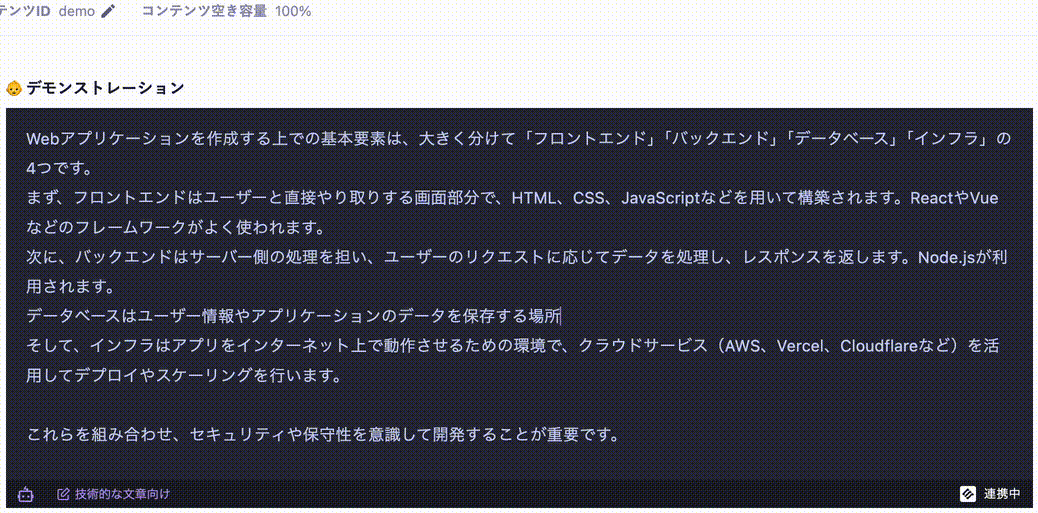 テンツID demo コンテンツ空き容量 100%
デモンストレーション
Webアプリケーションを作成する上での基本要素は、大きく分けて「フロントエンド」「バックエンド」「データベース」「インフラ」の
4つです。
まず、フロントエンドはユーザーと直接やり取りする画面部分で、HTML、CSS、JavaScriptなどを用いて構築されます。ReactやVue
などのフレームワークがよく使われます。
次に、バックエンドはサーバー側の処理を担い、ユーザーのリクエストに応じてデータを処理し、レスポンスを返します。Node.jsが利
用されます。
データベースはユーザー情報やアプリケーションのデータを保存する場所
そして、インフラはアプリをインターネット上で動作させるための環境で、クラウドサービス（AWS、Vercel、Cloudflareなど）を活
用してデプロイやスケーリングを行います。
これらを組み合わせ、セキュリティや保守性を意識して開発することが重要です。
技術的な文章向け 連携中